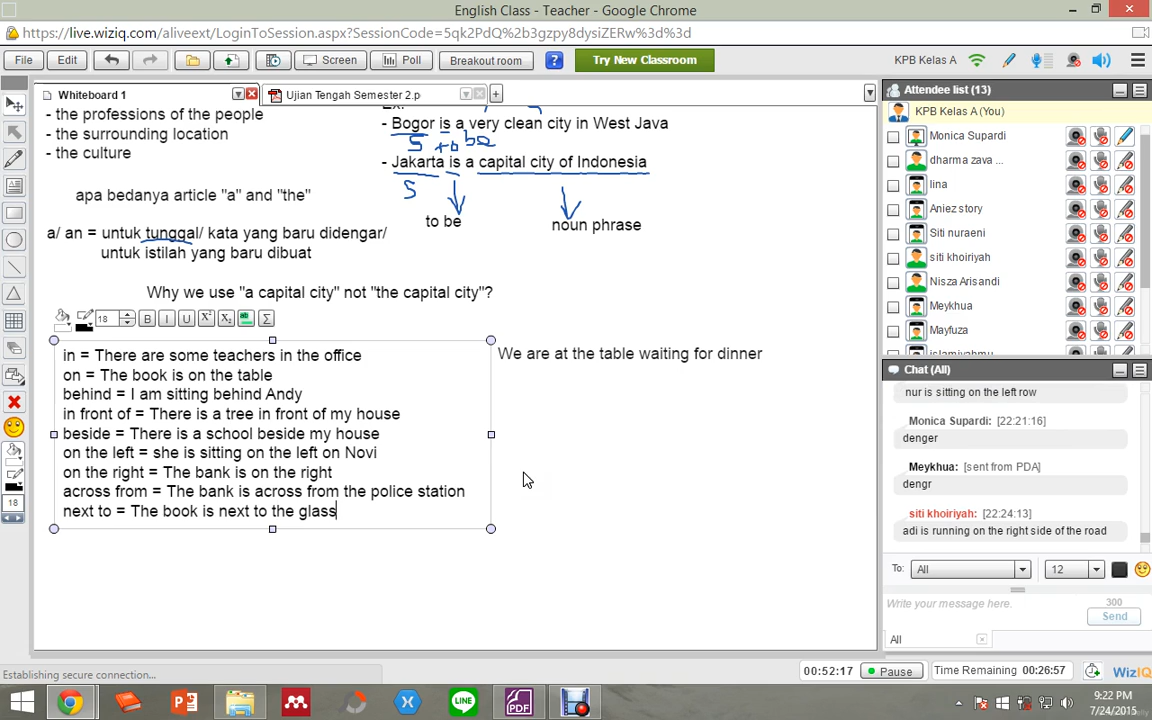 English Class - Teacher - Google Chrome
https://live.wiziq.com/aliveext/LoginToSession.aspx?SessionCode=5qk2PdQ%2b3gzpy8dysiZERw%3d%3d
File Edit Screen Poll Breakout room ? Try New Classroom KPB Kelas A
Whiteboard 1 Ujian Tengah Semester 2.p
Attendee list (13)
KPB Kelas A (You)
Monica Supardi
dharma zava ...
lina
Aniez story
Siti nuraeni
siti khoiriyah
Nisza Arisandi
Meykhua
Mayfuza
- the professions of the people
- the surrounding location
- the culture
- Bogor is a very clean city in West Java
S to be
- Jakarta is a capital city of Indonesia
S
to be
noun phrase
apa bedanya article "a" and "the"
a/ an = untuk tunggal/ kata yang baru didengar/
untuk istilah yang baru dibuat
Why we use "a capital city" not "the capital city"?
18 B I U X² X₂ Σ
in = There are some teachers in the office
on = The book is on the table
behind = I am sitting behind Andy
in front of = There is a tree in front of my house
beside = There is a school beside my house
on the left = she is sitting on the left on Novi
on the right = The bank is on the right
across from = The bank is across from the police station
next to = The book is next to the glass
We are at the table waiting for dinner
18
Chat (All)
nur is sitting on the left row
Monica Supardi [22:21:16]
denger
Meykhua: [sent from PDA]
dengr
siti khoiriyah: [22:24:13]
adi is running on the right side of the road
To: All 12
Write your message here.
300
Send
All
Establishing secure connection...
00:52:17 Pause Time Remaining 00:26:57 WizIQ
PDF
LINE
9:22 PM
7/24/2015